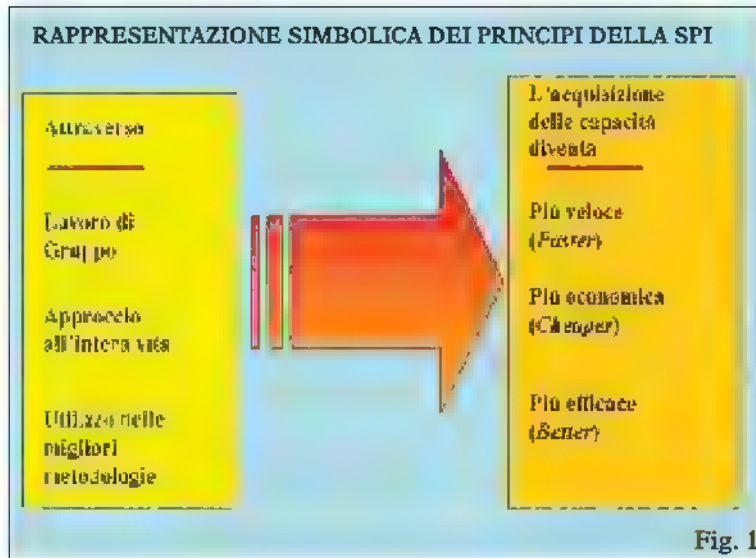 RAPPRESENTAZIONE SIMBOLICA DEI PRINCIPI DELLA SPI
Attraverso
Lavoro di
Gruppo
Approccio
all'intera vita
Utilizzo nelle
migliori
metodologie
L'acquisizione
delle capacità
diventa
Più veloce
(Faster)
Più economica
(Cheaper)
Più efficace
(Better)
Fig. 1